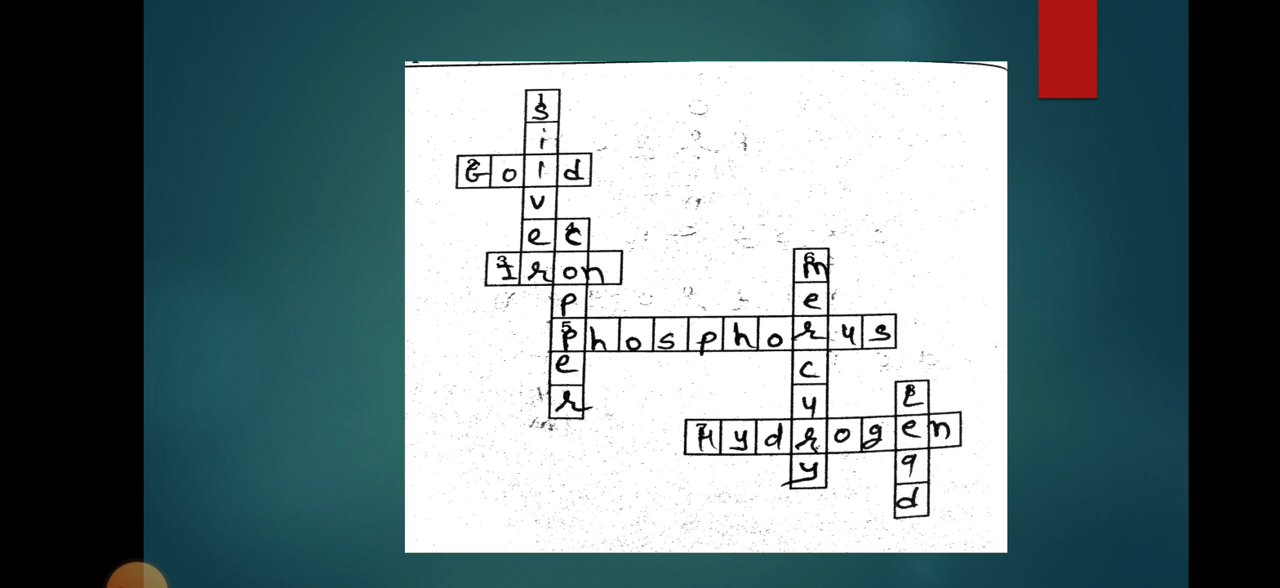 1 Silver
2 Gold
4 Copper
3 Iron
6 mercury
5 Phosphorus
8 Lead
7 Hydrogen